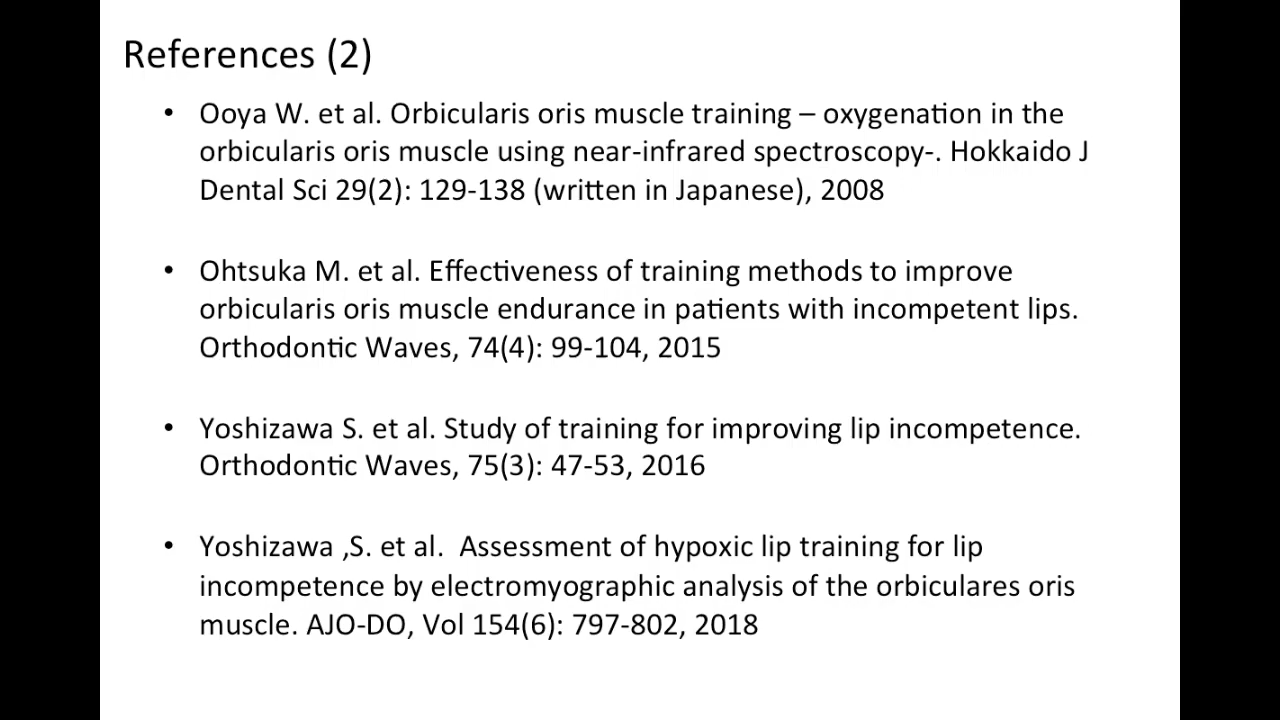 References (2)
• Ooya W. et al. Orbicularis oris muscle training – oxygenation in the
orbicularis oris muscle using near-infrared spectroscopy-. Hokkaido J
Dental Sci 29(2): 129-138 (written in Japanese), 2008
• Ohtsuka M. et al. Effectiveness of training methods to improve
orbicularis oris muscle endurance in patients with incompetent lips.
Orthodontic Waves, 74(4): 99-104, 2015
• Yoshizawa S. et al. Study of training for improving lip incompetence.
Orthodontic Waves, 75(3): 47-53, 2016
• Yoshizawa ,S. et al.  Assessment of hypoxic lip training for lip
incompetence by electromyographic analysis of the orbiculares oris
muscle. AJO-DO, Vol 154(6): 797-802, 2018